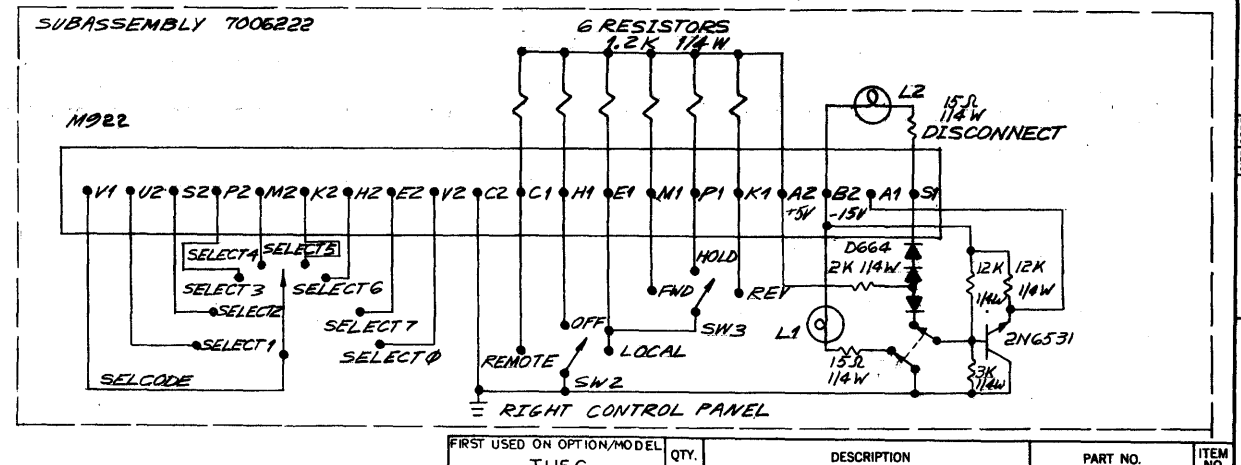 SUBASSEMBLY 7006222
6 RESISTORS
1.2K 1/4W
L2
15Ω
1/4W
DISCONNECT
M922
V1 U2 S2 P2 M2 K2 H2 E2 V2 C2 C1 H1 E1 M1 P1 K1 A2 B2 A1 S1
+5V -15V
SELECT4 SELECT5
SELECT3 SELECT6
SELECT2
SELECT7
SELECT1
SELECTØ
SELCODE
HOLD
FWD
REV
SW3
OFF
REMOTE
LOCAL
SW2
D664
2K 1/4W
12K
1/4W
12K
1/4W
L1
15Ω
1/4W
2N6531
3K
1/4W
RIGHT CONTROL PANEL
FIRST USED ON OPTION/MODEL QTY. DESCRIPTION PART NO. ITEM